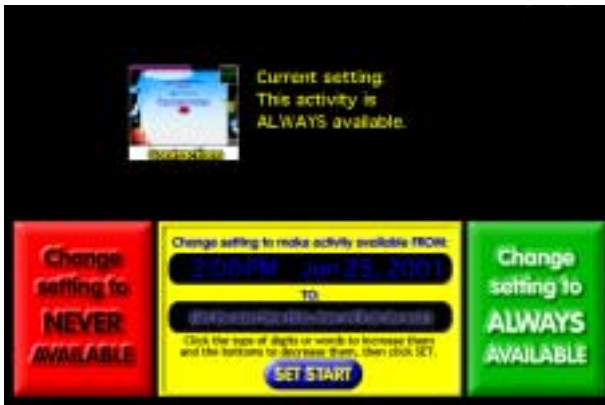 Current setting:
This activity is
ALWAYS available.
Change
setting to
NEVER
AVAILABLE
Change setting to make activity available FROM:
2:00PM Jun 25, 2001
TO:
Click the tops of digits or words to increase them
and the bottoms to decrease them, then click SET.
SET START
Change
setting to
ALWAYS
AVAILABLE